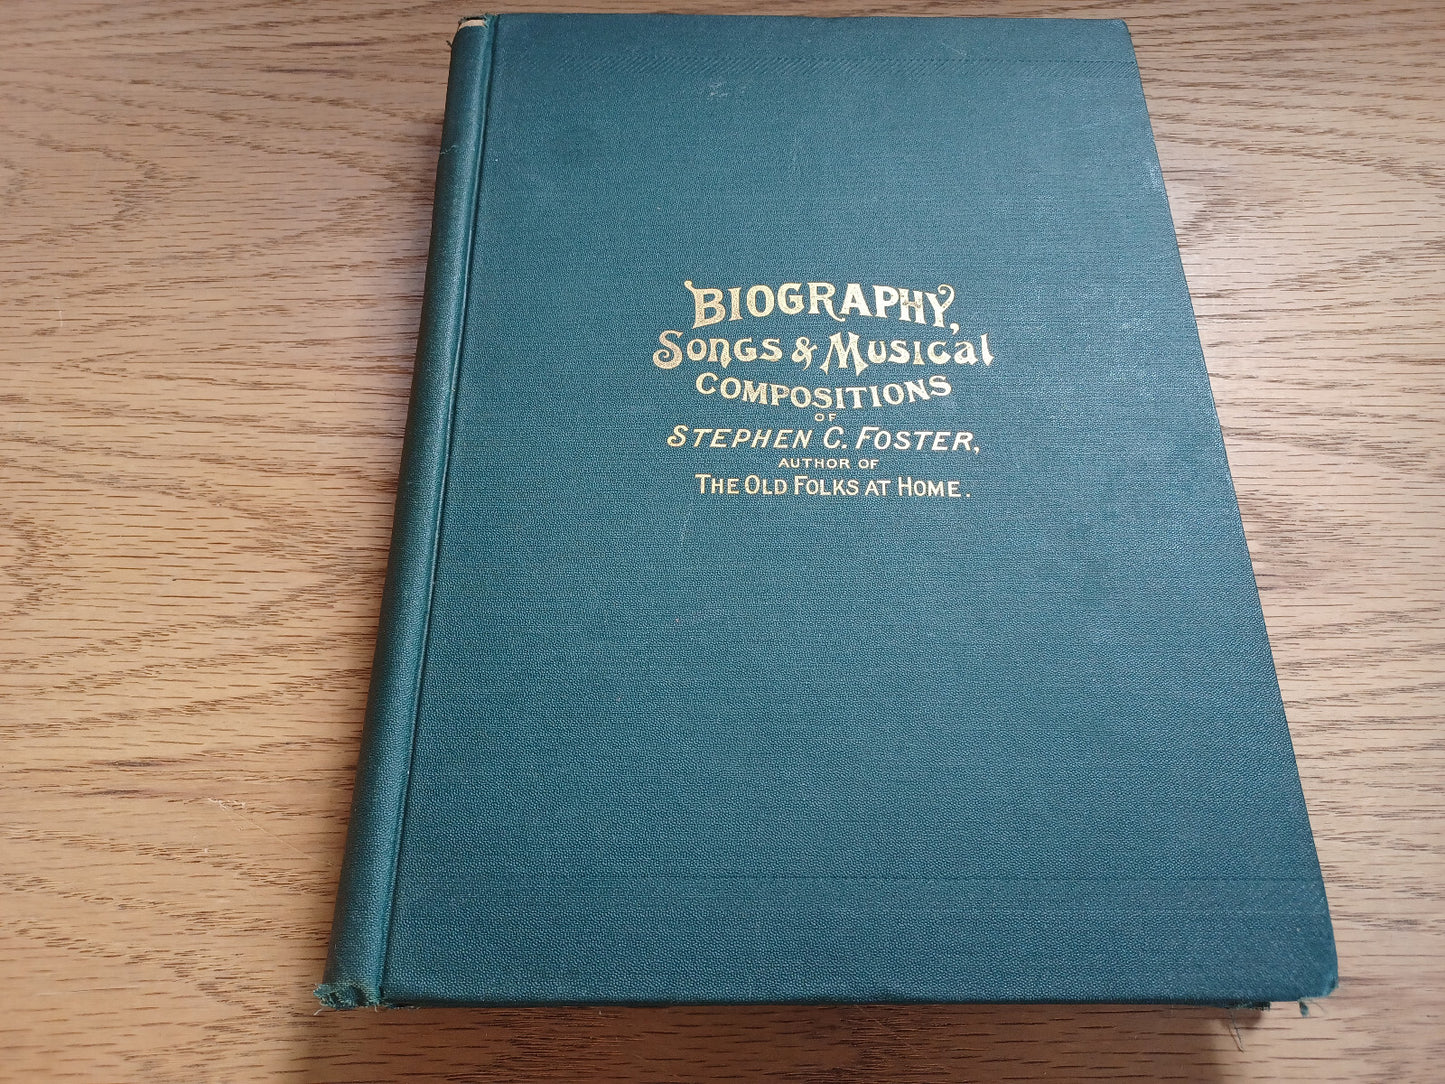 BIOGRAPHY,
SONGS & MUSICAL
COMPOSITIONS
OF
STEPHEN C. FOSTER,
AUTHOR OF
THE OLD FOLKS AT HOME.